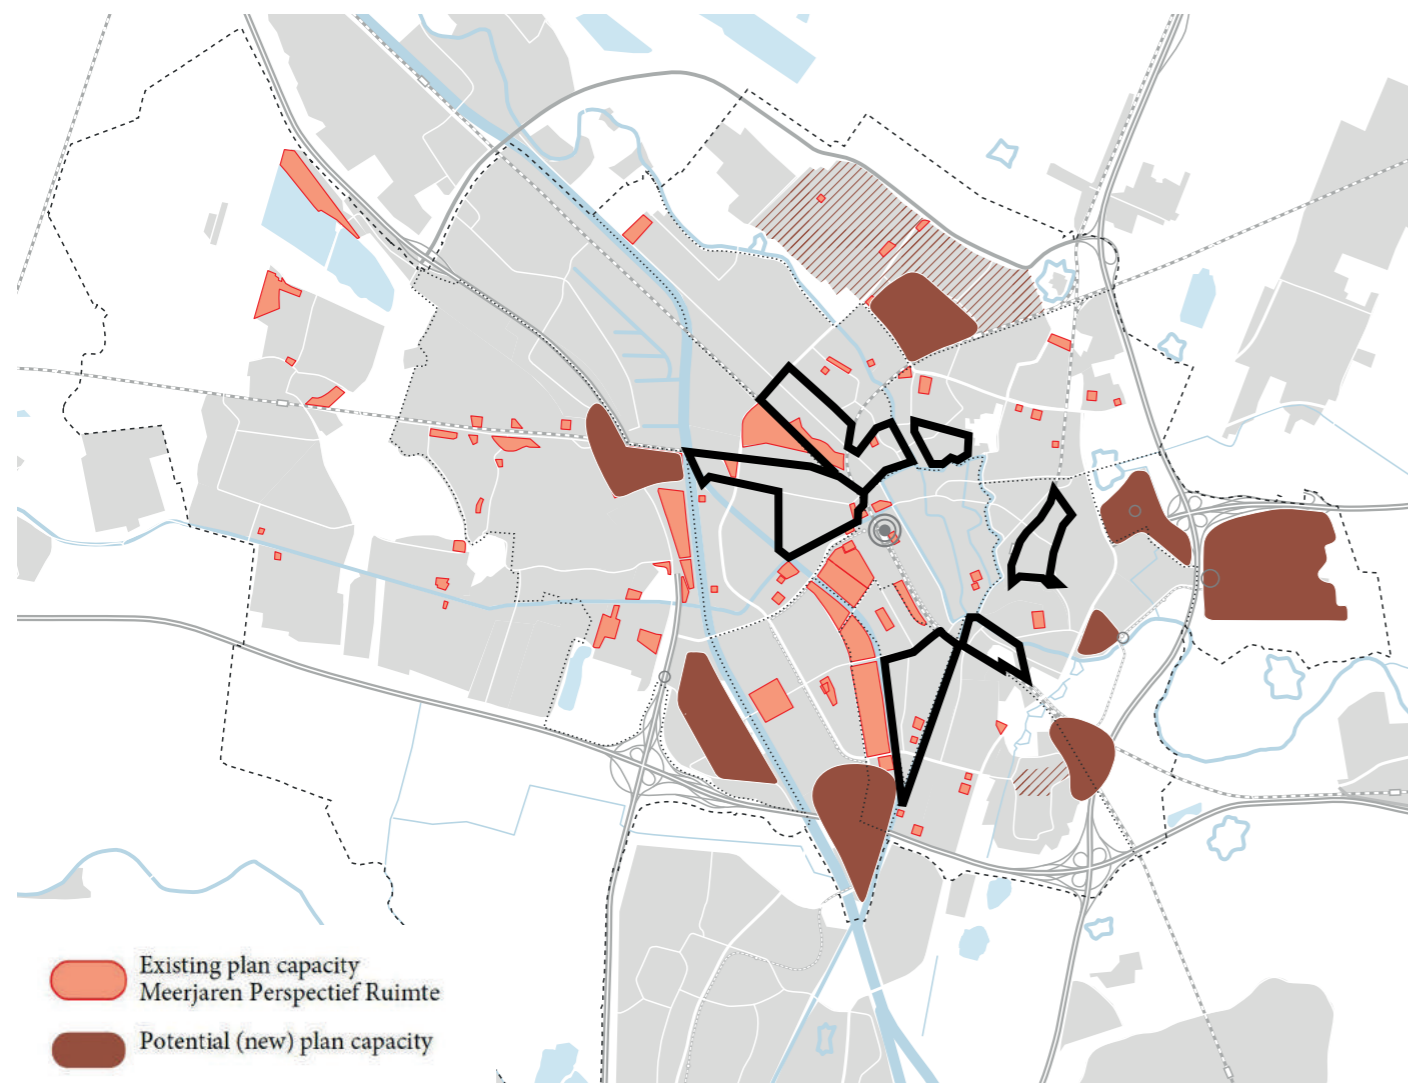 Existing plan capacity
Meerjaren Perspectief Ruimte
Potential (new) plan capacity